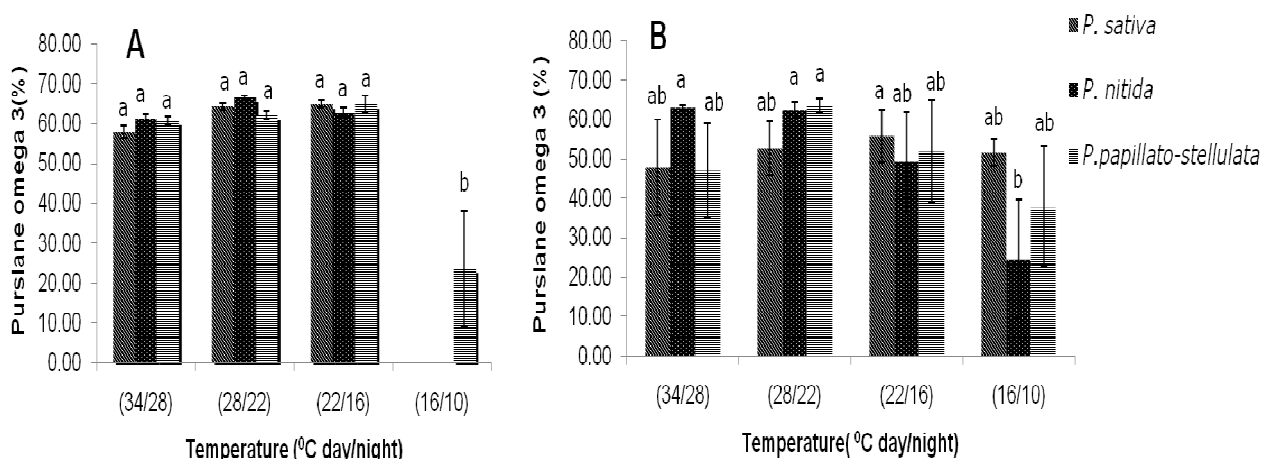 A
Purslane omega 3(%)
80.00
70.00
60.00
50.00
40.00
30.00
20.00
10.00
0.00
a a a
a a a
a a a
b
(34/28) (28/22) (22/16) (16/10)
Temperature (⁰C day/night)
B
Purslane omega 3 (%)
80.00
70.00
60.00
50.00
40.00
30.00
20.00
10.00
0.00
ab a ab
ab a a
a ab ab
ab b ab
(34/28) (28/22) (22/16) (16/10)
Temperature( ⁰C day/night)
P. sativa
P. nitida
P.papillato-stellulata